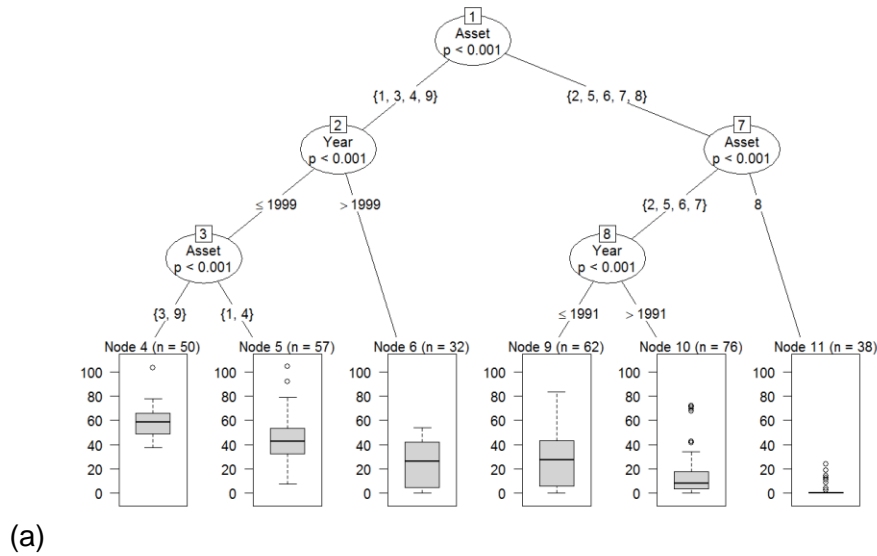 1
Asset
p < 0.001
{1, 3, 4, 9}
{2, 5, 6, 7, 8}
2
Year
p < 0.001
7
Asset
p < 0.001
≤ 1999
> 1999
{2, 5, 6, 7}
8
3
Asset
p < 0.001
8
Year
p < 0.001
{3, 9}
{1, 4}
≤ 1991
> 1991
Node 4 (n = 50)
Node 5 (n = 57)
Node 6 (n = 32)
Node 9 (n = 62)
Node 10 (n = 76)
Node 11 (n = 38)
100
80
60
40
20
0
100
80
60
40
20
0
100
80
60
40
20
0
100
80
60
40
20
0
100
80
60
40
20
0
100
80
60
40
20
0
(a)